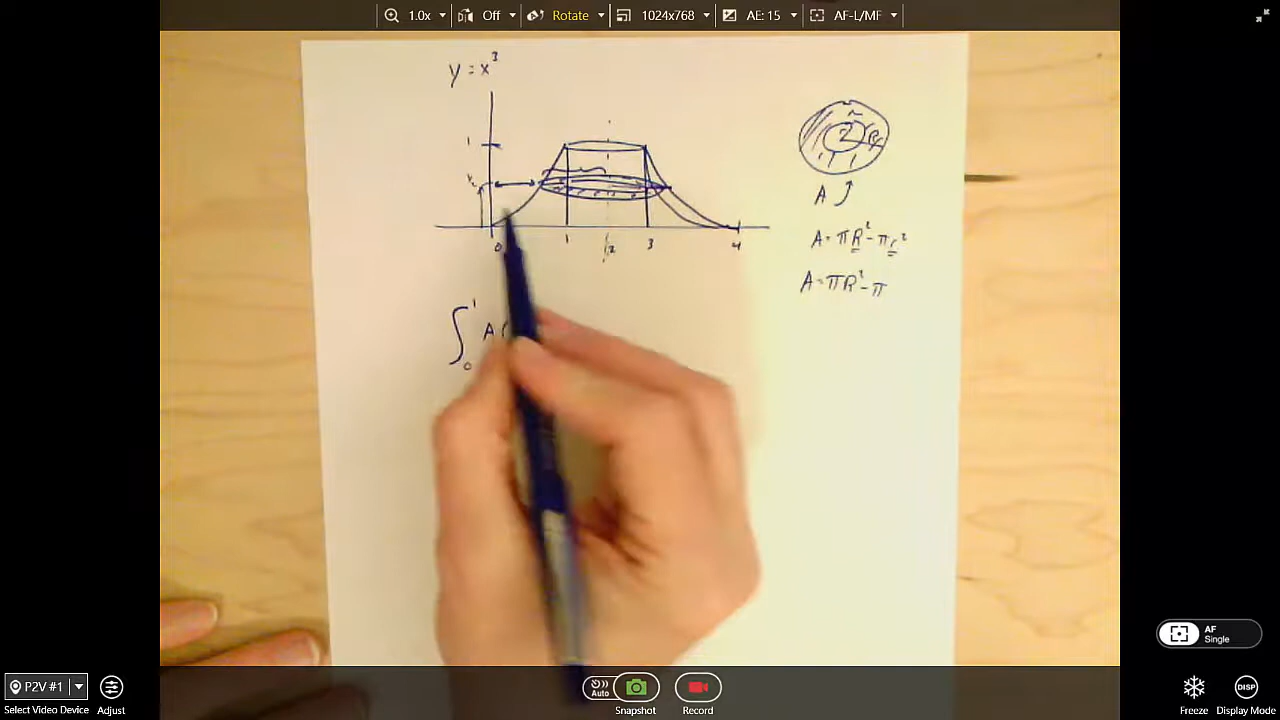 1.0x Off Rotate 1024x768 AE: 15 AF-L/MF
y = x³
1
0 1 2 3 4
A
A = πR² - πr²
A = πR² - π
∫₀¹ A(
AF
Single
P2V #1
Auto
Select Video Device Adjust Snapshot Record Freeze DISP Display Mode